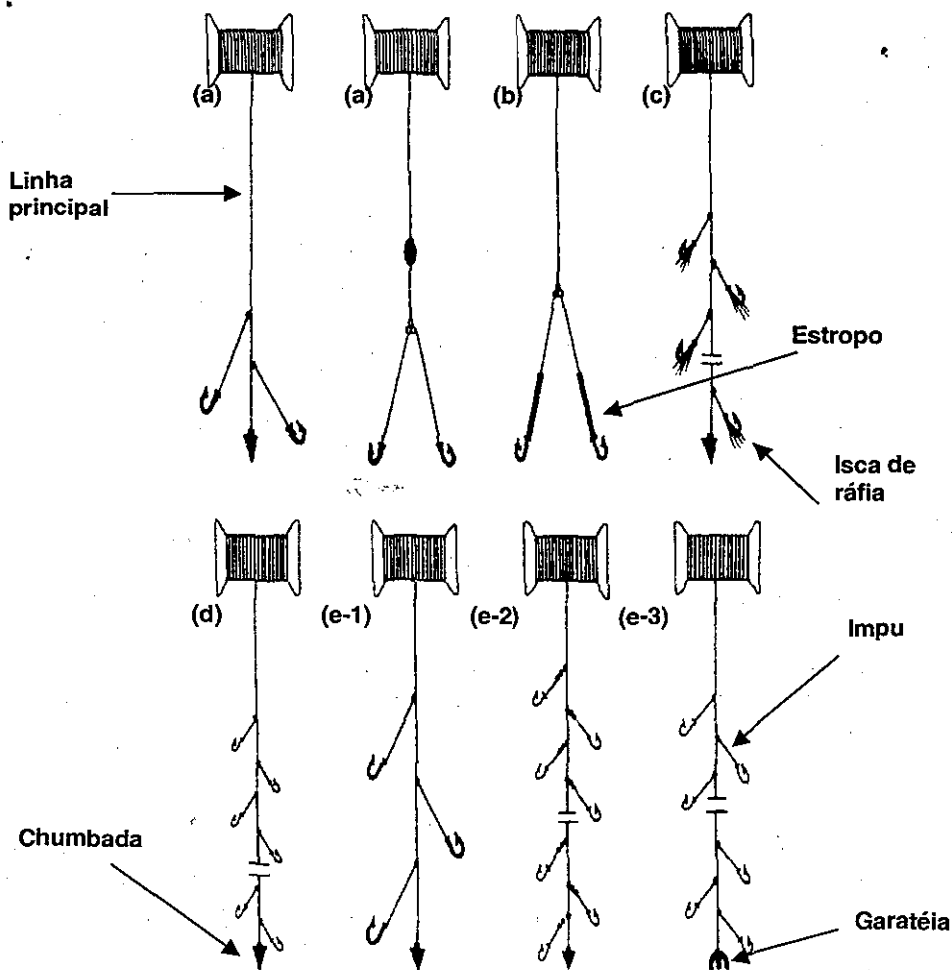 (a)
(a)
(b)
(c)
Linha
principal
Estropo
Isca de
ráfia
(d)
(e-1)
(e-2)
(e-3)
Impu
Chumbada
Garatéia